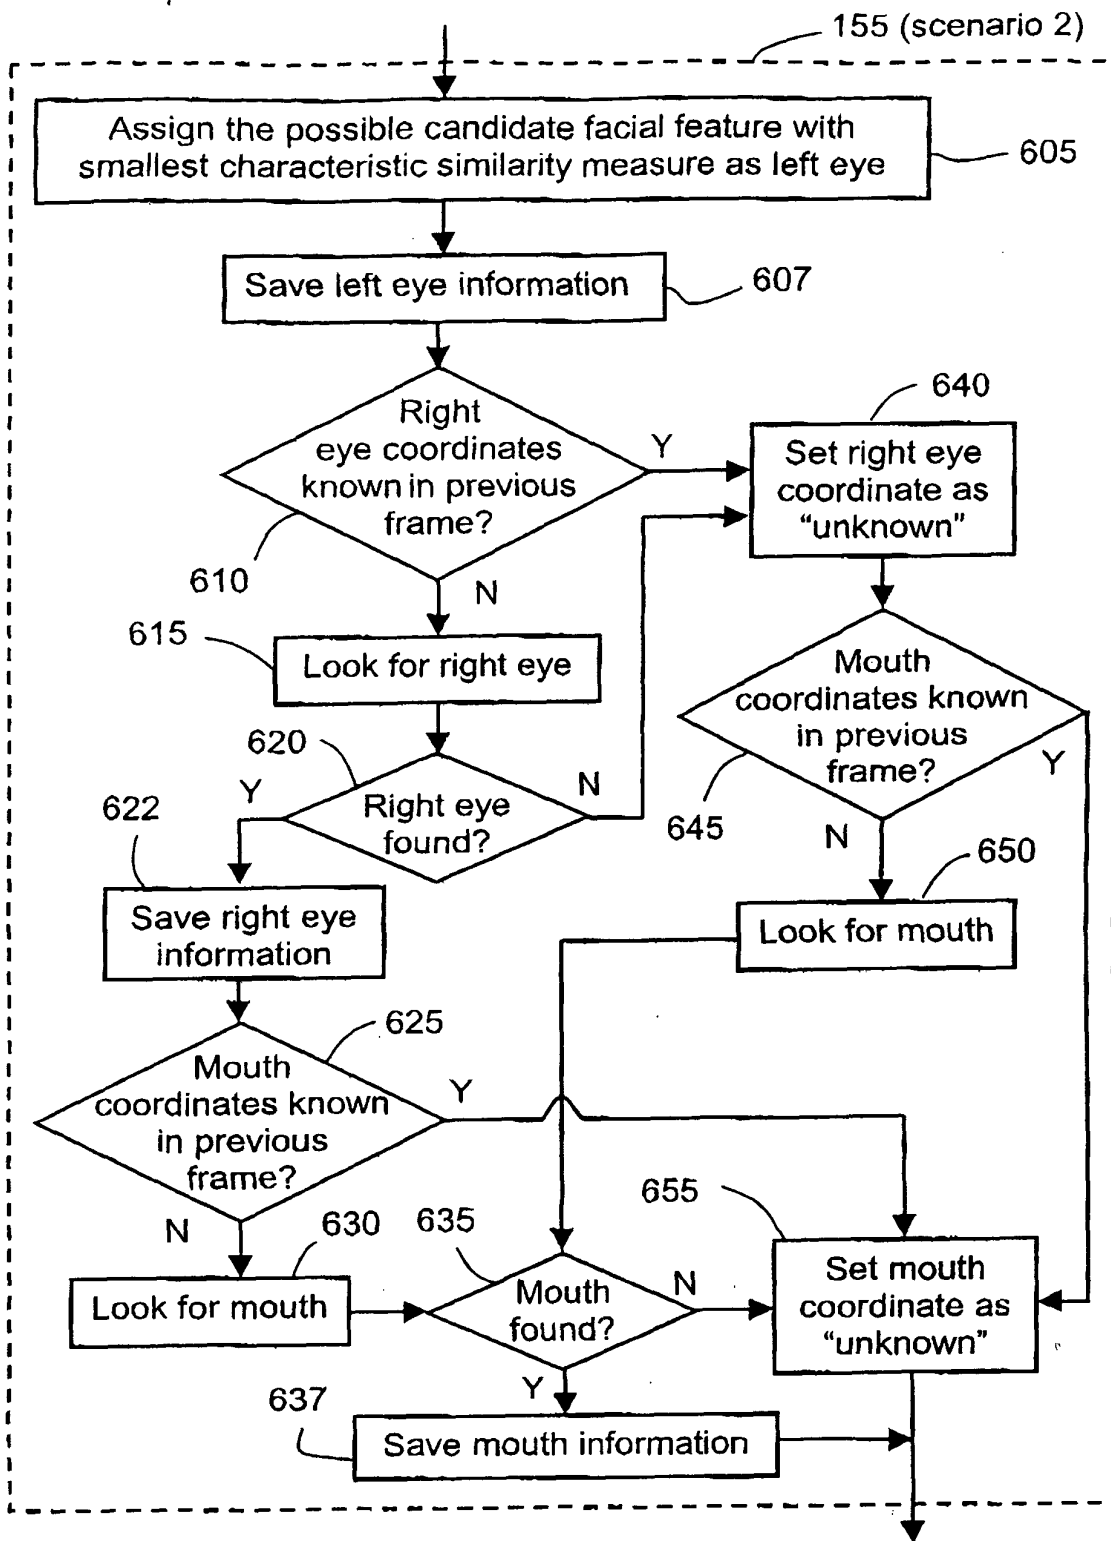 155 (scenario 2)
Assign the possible candidate facial feature with
smallest characteristic similarity measure as left eye
605
Save left eye information
607
Right
eye coordinates
known in previous
frame?
610
Y
N
640
Set right eye
coordinate as
“unknown”
615
Look for right eye
620
Right eye
found?
Y
N
Mouth
coordinates known
in previous
frame?
645
Y
N
622
Save right eye
information
650
Look for mouth
625
Mouth
coordinates known
in previous
frame?
Y
N
630
Look for mouth
635
Mouth
found?
N
Y
655
Set mouth
coordinate as
“unknown”
637
Save mouth information